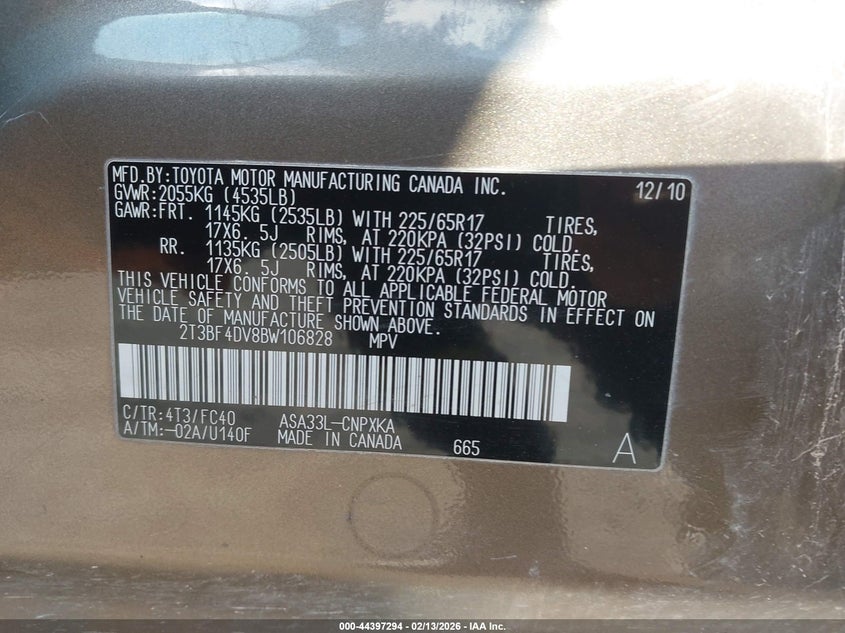 MFD.BY:TOYOTA MOTOR MANUFACTURING CANADA INC. 12/10
GVWR:2055KG (4535LB)
GAWR:FRT. 1145KG (2535LB) WITH 225/65R17 TIRES,
17X6. 5J RIMS, AT 220KPA (32PSI) COLD.
RR. 1135KG (2505LB) WITH 225/65R17 TIRES,
17X6. 5J RIMS, AT 220KPA (32PSI) COLD.
THIS VEHICLE CONFORMS TO ALL APPLICABLE FEDERAL MOTOR
VEHICLE SAFETY AND THEFT PREVENTION STANDARDS IN EFFECT ON
THE DATE OF MANUFACTURE SHOWN ABOVE.
2T3BF4DV8BW106828 MPV
C/TR:4T3/FC40 ASA33L-CNPXKA
A/TM:-02A/U140F MADE IN CANADA 665 A
000-44397294 - 02/13/2026 - IAA Inc.